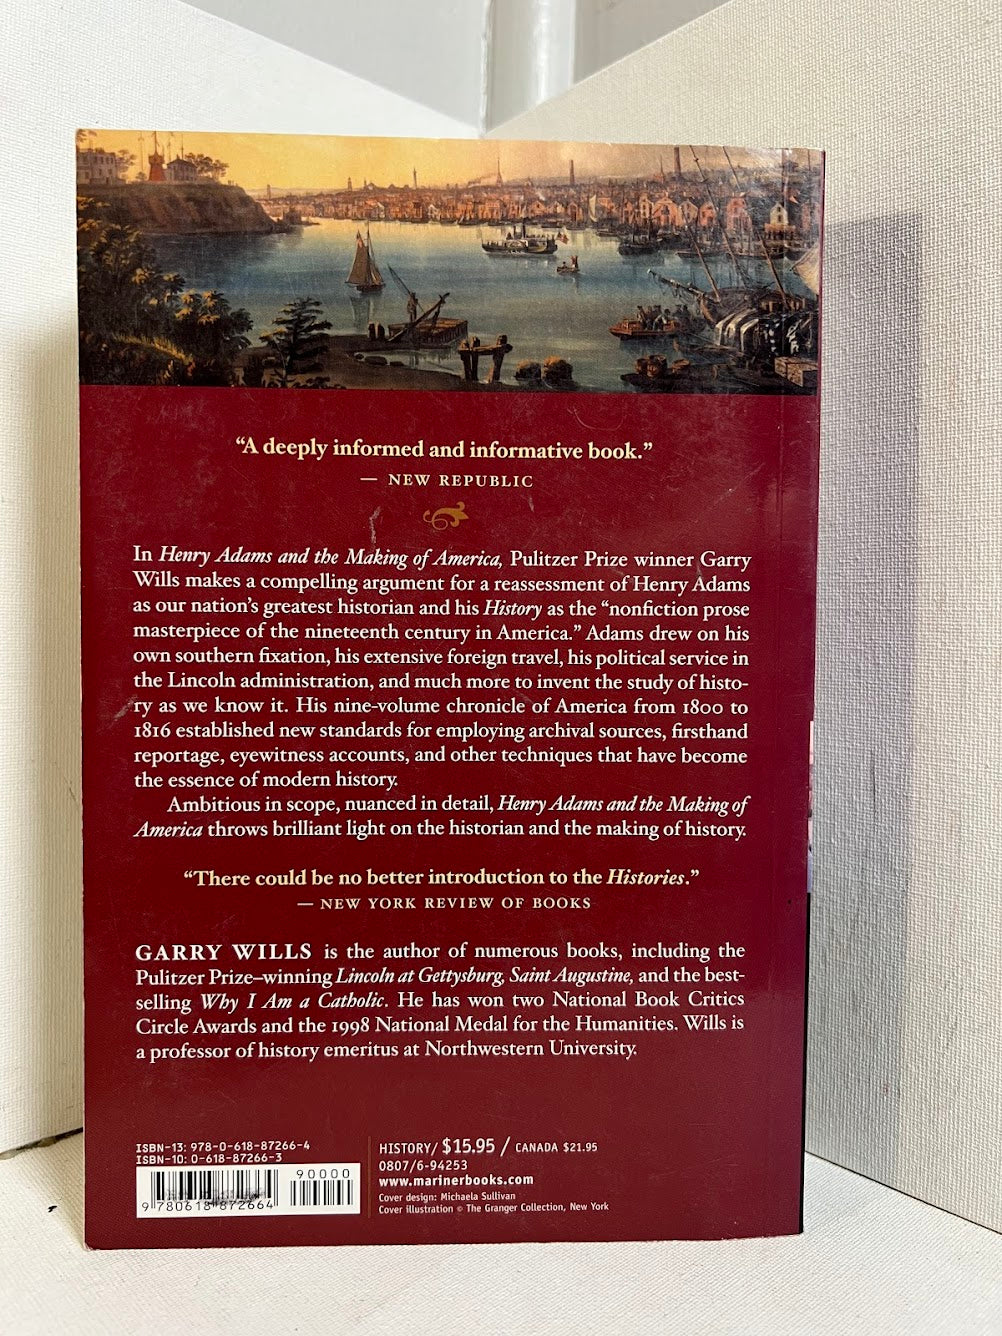 “A deeply informed and informative book.”
— NEW REPUBLIC
In Henry Adams and the Making of America, Pulitzer Prize winner Garry
Wills makes a compelling argument for a reassessment of Henry Adams
as our nation’s greatest historian and his History as the “nonfiction prose
masterpiece of the nineteenth century in America.” Adams drew on his
own southern fixation, his extensive foreign travel, his political service in
the Lincoln administration, and much more to invent the study of histo-
ry as we know it. His nine-volume chronicle of America from 1800 to
1816 established new standards for employing archival sources, firsthand
reportage, eyewitness accounts, and other techniques that have become
the essence of modern history.
Ambitious in scope, nuanced in detail, Henry Adams and the Making of
America throws brilliant light on the historian and the making of history.
“There could be no better introduction to the Histories.”
— NEW YORK REVIEW OF BOOKS
GARRY WILLS is the author of numerous books, including the
Pulitzer Prize–winning Lincoln at Gettysburg, Saint Augustine, and the best-
selling Why I Am a Catholic. He has won two National Book Critics
Circle Awards and the 1998 National Medal for the Humanities. Wills is
a professor of history emeritus at Northwestern University.
ISBN-13: 978-0-618-87266-4
ISBN-10: 0-618-87266-3
90000
9 780618 872664
HISTORY/ $15.95 / CANADA $21.95
0807/6-94253
www.marinerbooks.com
Cover design: Michaela Sullivan
Cover illustration © The Granger Collection, New York